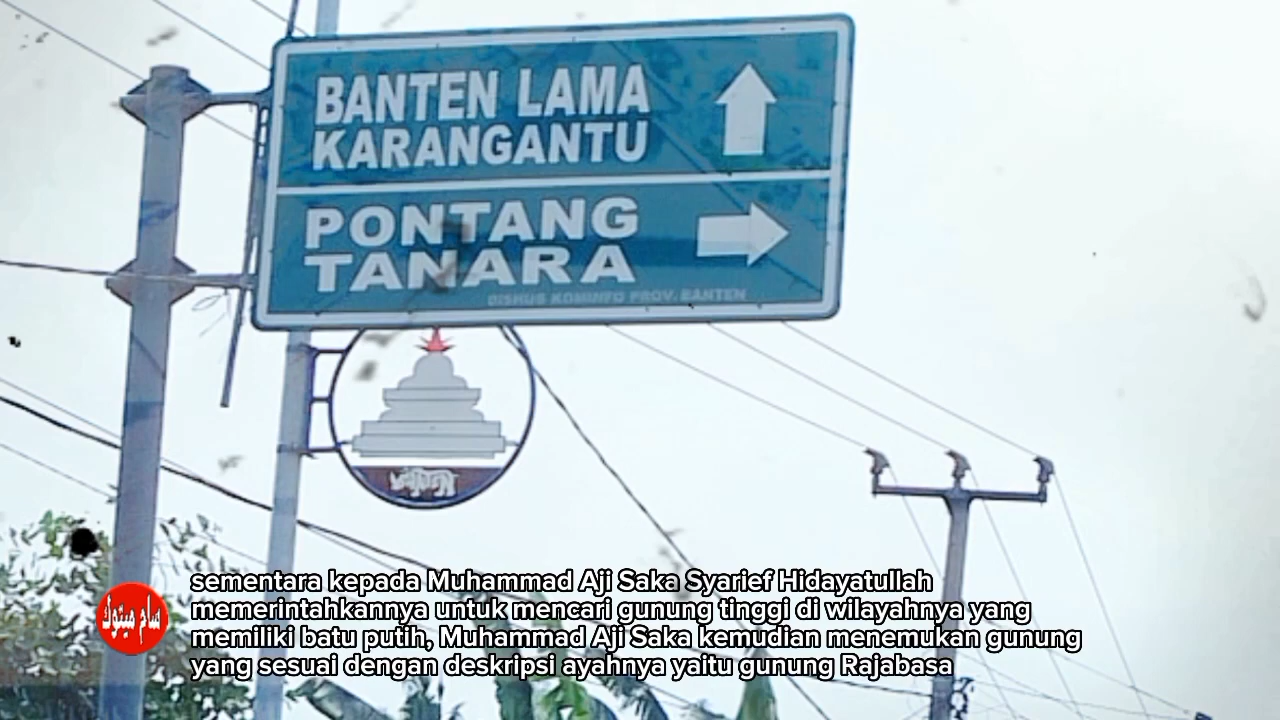 BANTEN LAMA
KARANGANTU
PONTANG
TANARA
DISHUB KOMINFO PROV. BANTEN
سام ميتوك
sementara kepada Muhammad Aji Saka Syarief Hidayatullah
memerintahkannya untuk mencari gunung tinggi di wilayahnya yang
memiliki batu putih, Muhammad Aji Saka kemudian menemukan gunung
yang sesuai dengan deskripsi ayahnya yaitu gunung Rajabasa